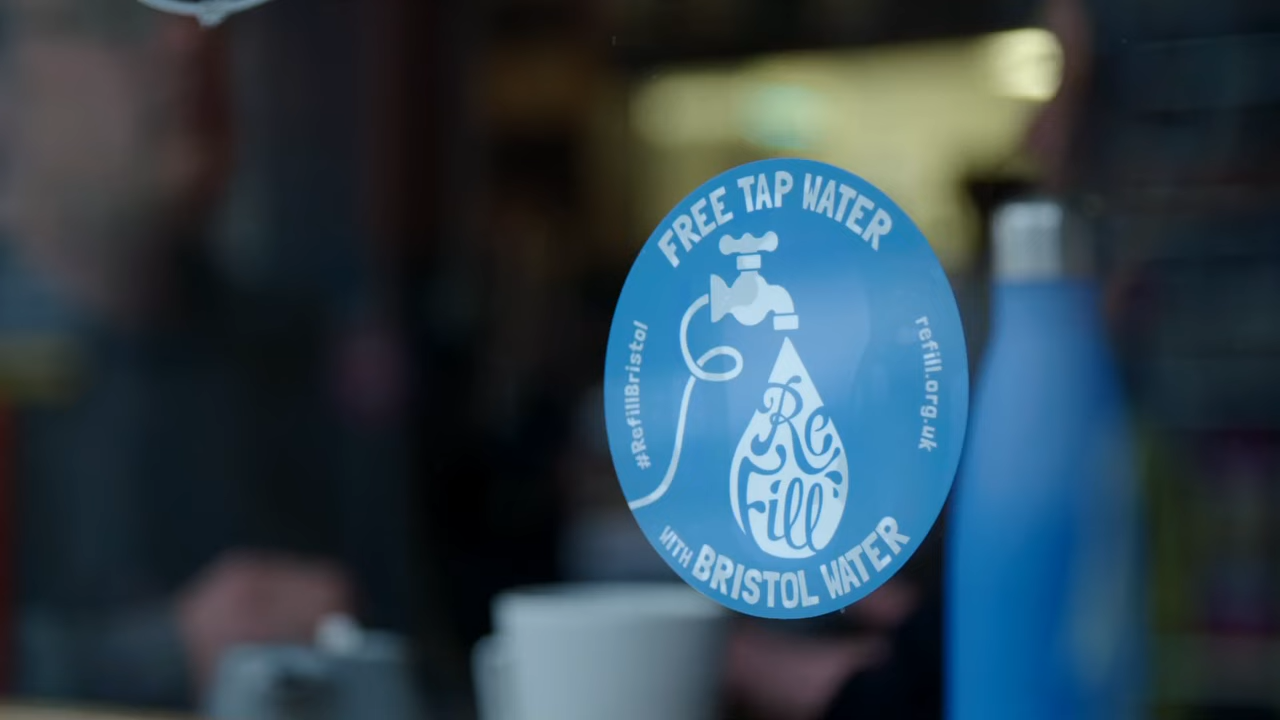 FREE TAP WATER
#RefillBristol
refill.org.uk
Re
Fill
WITH BRISTOL WATER